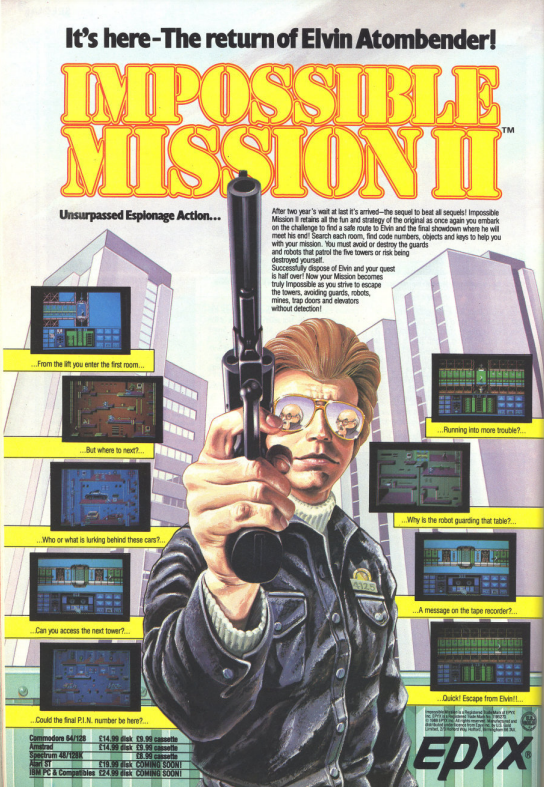 It's here-The return of Elvin Atombender!
IMPOSSIBLE
MISSION II™
Unsurpassed Espionage Action...
After two year's wait at last it's arrived—the sequel to beat all sequels! Impossible
Mission II retains all the fun and strategy of the original as once again you embark
on the challenge to find a safe route to Elvin and the final showdown where he will
meet his end! Search each room, find code numbers, objects and keys to help you
with your mission. You must avoid or destroy the guards
and robots that patrol the five towers or risk being
destroyed yourself.
Successfully dispose of Elvin and your quest
is half over! Now your Mission becomes
truly Impossible as you strive to escape
the towers, avoiding guards, robots,
mines, trap doors and elevators
without detection!
...From the lift you enter the first room...
...But where to next?...
...Who or what is lurking behind these cars?...
...Can you access the next tower?...
...Could the final P.I.N. number be here?...
...Running into more trouble?...
...Why is the robot guarding that table?...
...A message on the tape recorder?...
...Quick! Escape from Elvin!!...
Commodore 64/128 £14.99 disk £9.99 cassette
Amstrad £14.99 disk £9.99 cassette
Spectrum 48/128K £8.99 cassette
Atari ST £19.99 disk COMING SOON!
IBM PC & Compatibles £24.99 disk COMING SOON!
EPYX®